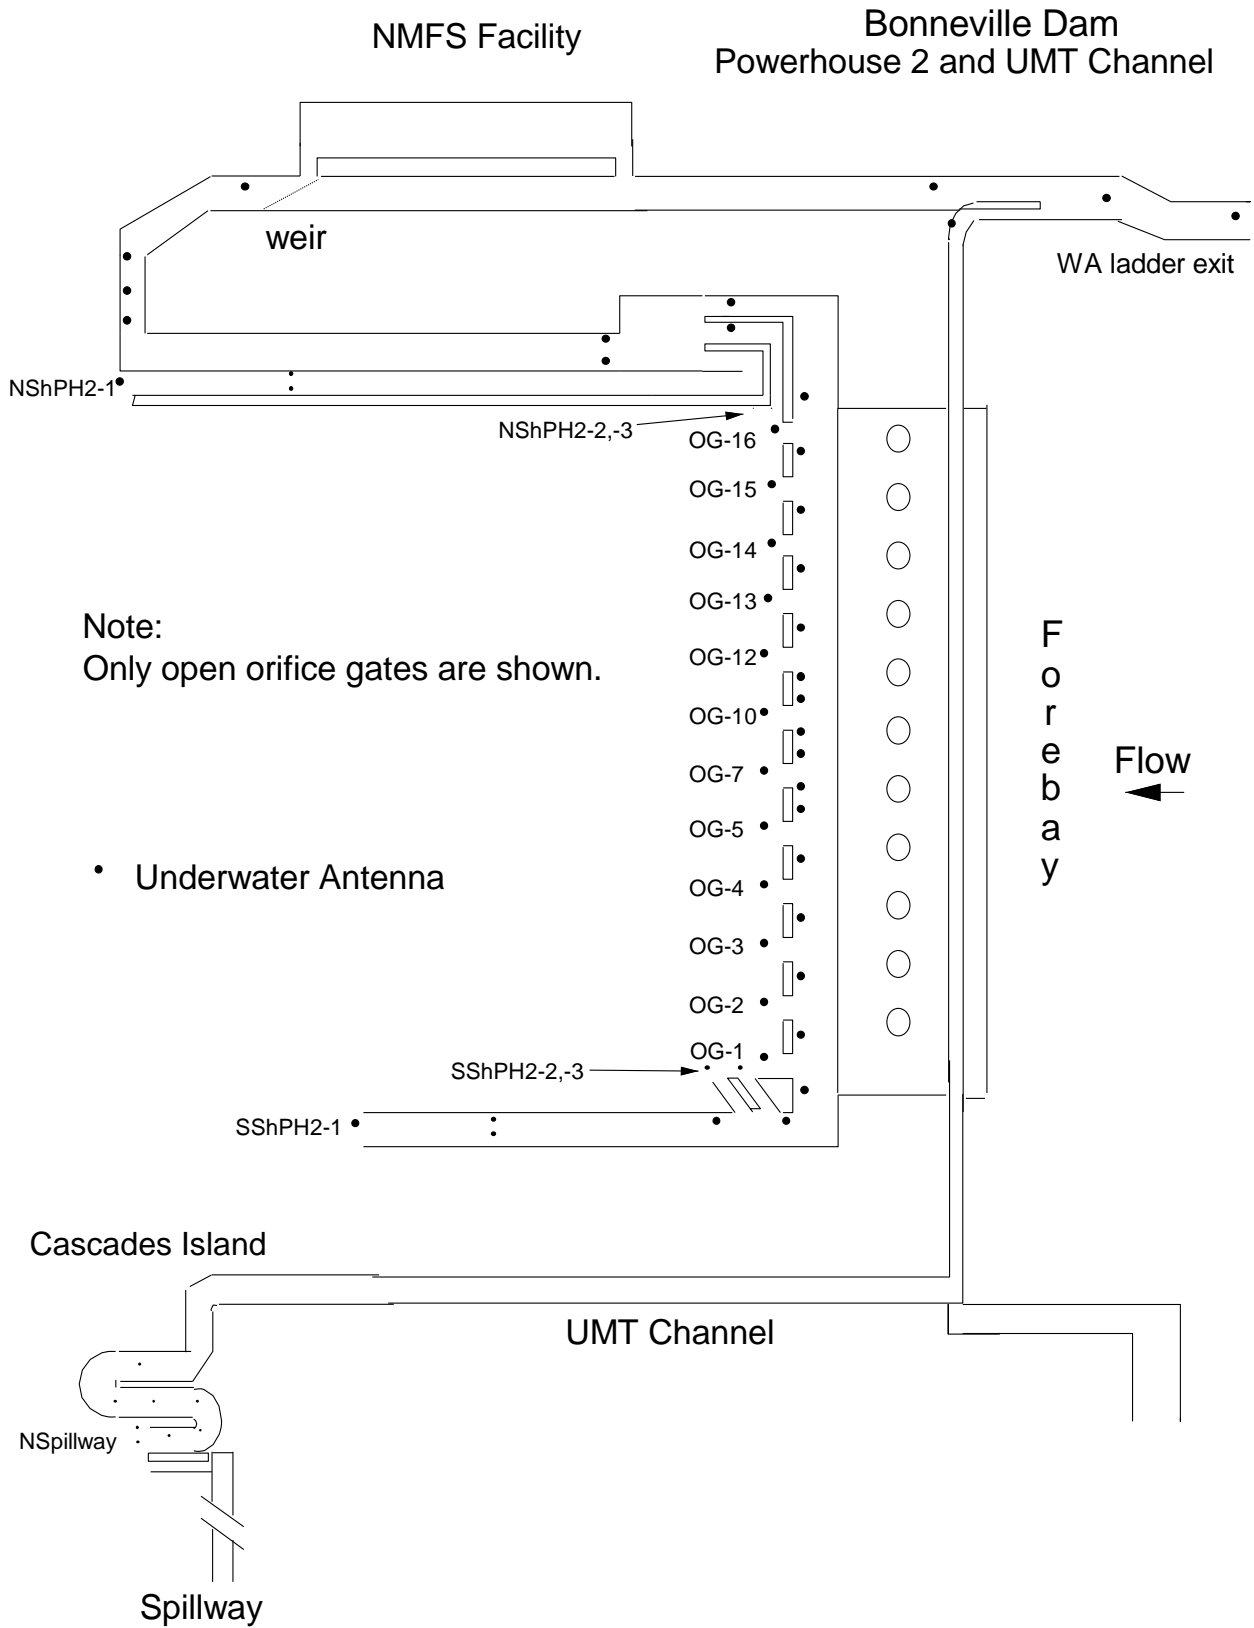 NMFS Facility
Bonneville Dam
Powerhouse 2 and UMT Channel
weir
WA ladder exit
NShPH2-1
NShPH2-2,-3
OG-16
OG-15
OG-14
OG-13
Note:
Only open orifice gates are shown.
OG-12
OG-10
Forebay
Flow
OG-7
OG-5
Underwater Antenna
OG-4
OG-3
OG-2
OG-1
SShPH2-2,-3
SShPH2-1
Cascades Island
UMT Channel
NSpillway
Spillway